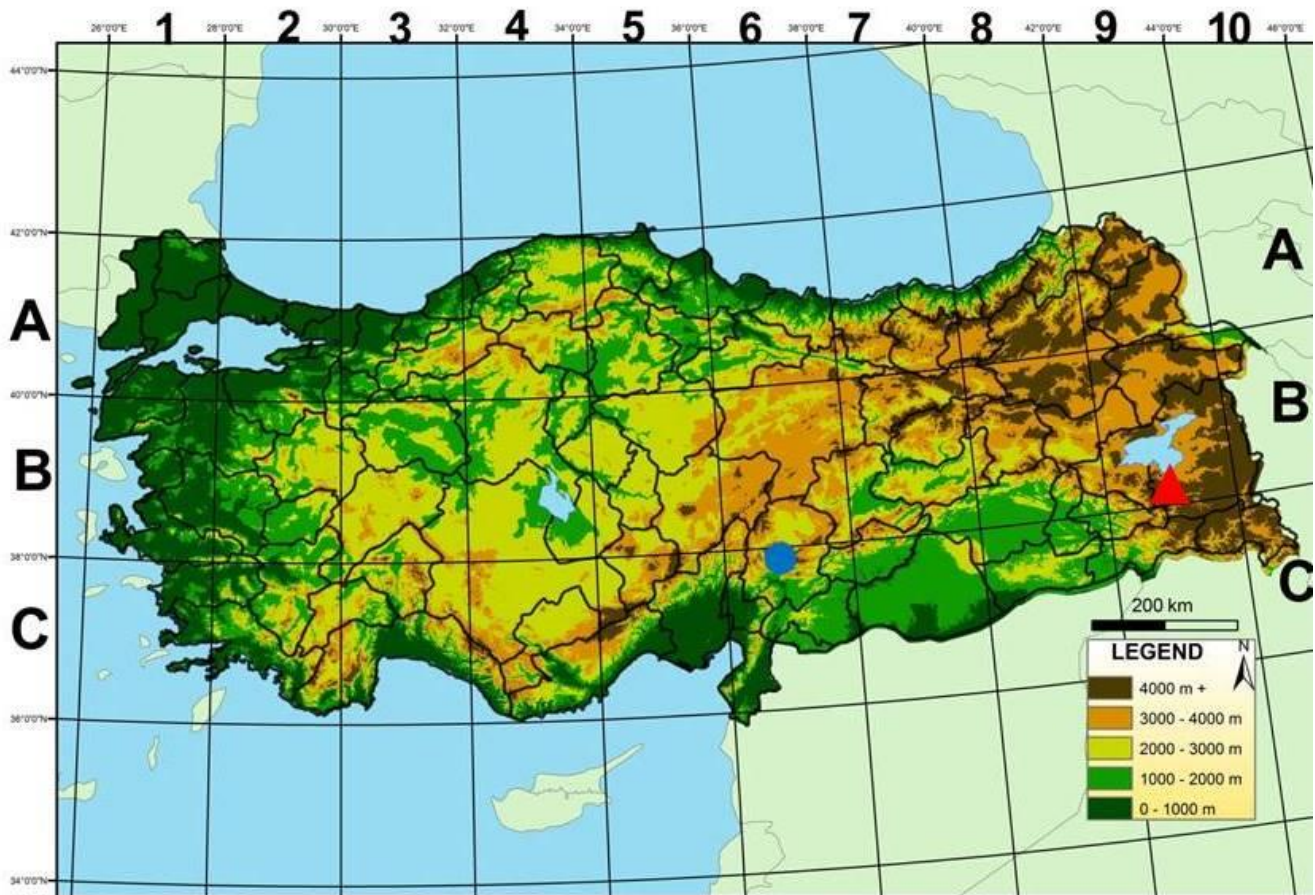 1 2 3 4 5 6 7 8 9 10
26°0'0"E 28°0'0"E 30°0'0"E 32°0'0"E 34°0'0"E 36°0'0"E 38°0'0"E 40°0'0"E 42°0'0"E 44°0'0"E 46°0'0"E
44°0'0"N
42°0'0"N
A
A
40°0'0"N
B
B
38°0'0"N
C
C
200 km
LEGEND
N
4000 m +
3000 - 4000 m
2000 - 3000 m
1000 - 2000 m
0 - 1000 m
36°0'0"N
34°0'0"N